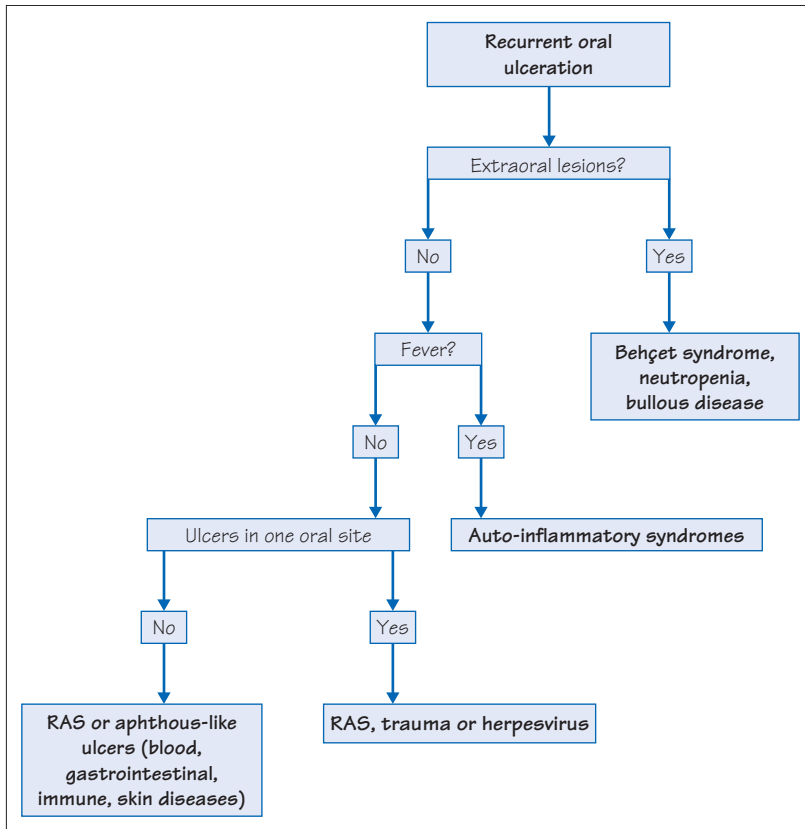 Recurrent oral
ulceration
Extraoral lesions?
No
Yes
Fever?
Behçet syndrome,
neutropenia,
bullous disease
No
Yes
Ulcers in one oral site
Auto-inflammatory syndromes
No
Yes
RAS or aphthous-like
ulcers (blood,
gastrointestinal,
immune, skin diseases)
RAS, trauma or herpesvirus